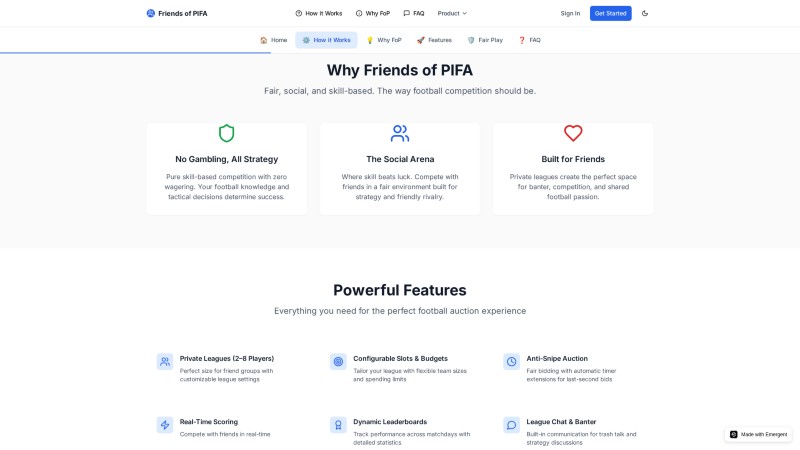 Friends of PIFA
How it Works
Why FoP
FAQ
Product
Sign In
Get Started
Home
How it Works
Why FoP
Features
Fair Play
FAQ
Why Friends of PIFA
Fair, social, and skill-based. The way football competition should be.
No Gambling, All Strategy
Pure skill-based competition with zero
wagering. Your football knowledge and
tactical decisions determine success.
The Social Arena
Where skill beats luck. Compete with
friends in a fair environment built for
strategy and friendly rivalry.
Built for Friends
Private leagues create the perfect space
for banter, competition, and shared
football passion.
Powerful Features
Everything you need for the perfect football auction experience
Private Leagues (2–8 Players)
Perfect size for friend groups with
customizable league settings
Configurable Slots & Budgets
Tailor your league with flexible team sizes
and spending limits
Anti-Snipe Auction
Fair bidding with automatic timer
extensions for last-second bids
Real-Time Scoring
Compete with friends in real-time
Dynamic Leaderboards
Track performance across matchdays with
detailed statistics
League Chat & Banter
Built-in communication for trash talk and
strategy discussions
Made with Emergent